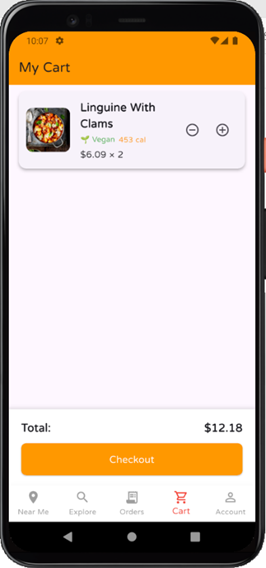 10:07
My Cart
Linguine With
Clams
Vegan 453 cal
$6.09 × 2
Total: $12.18
Checkout
Near Me Explore Orders Cart Account